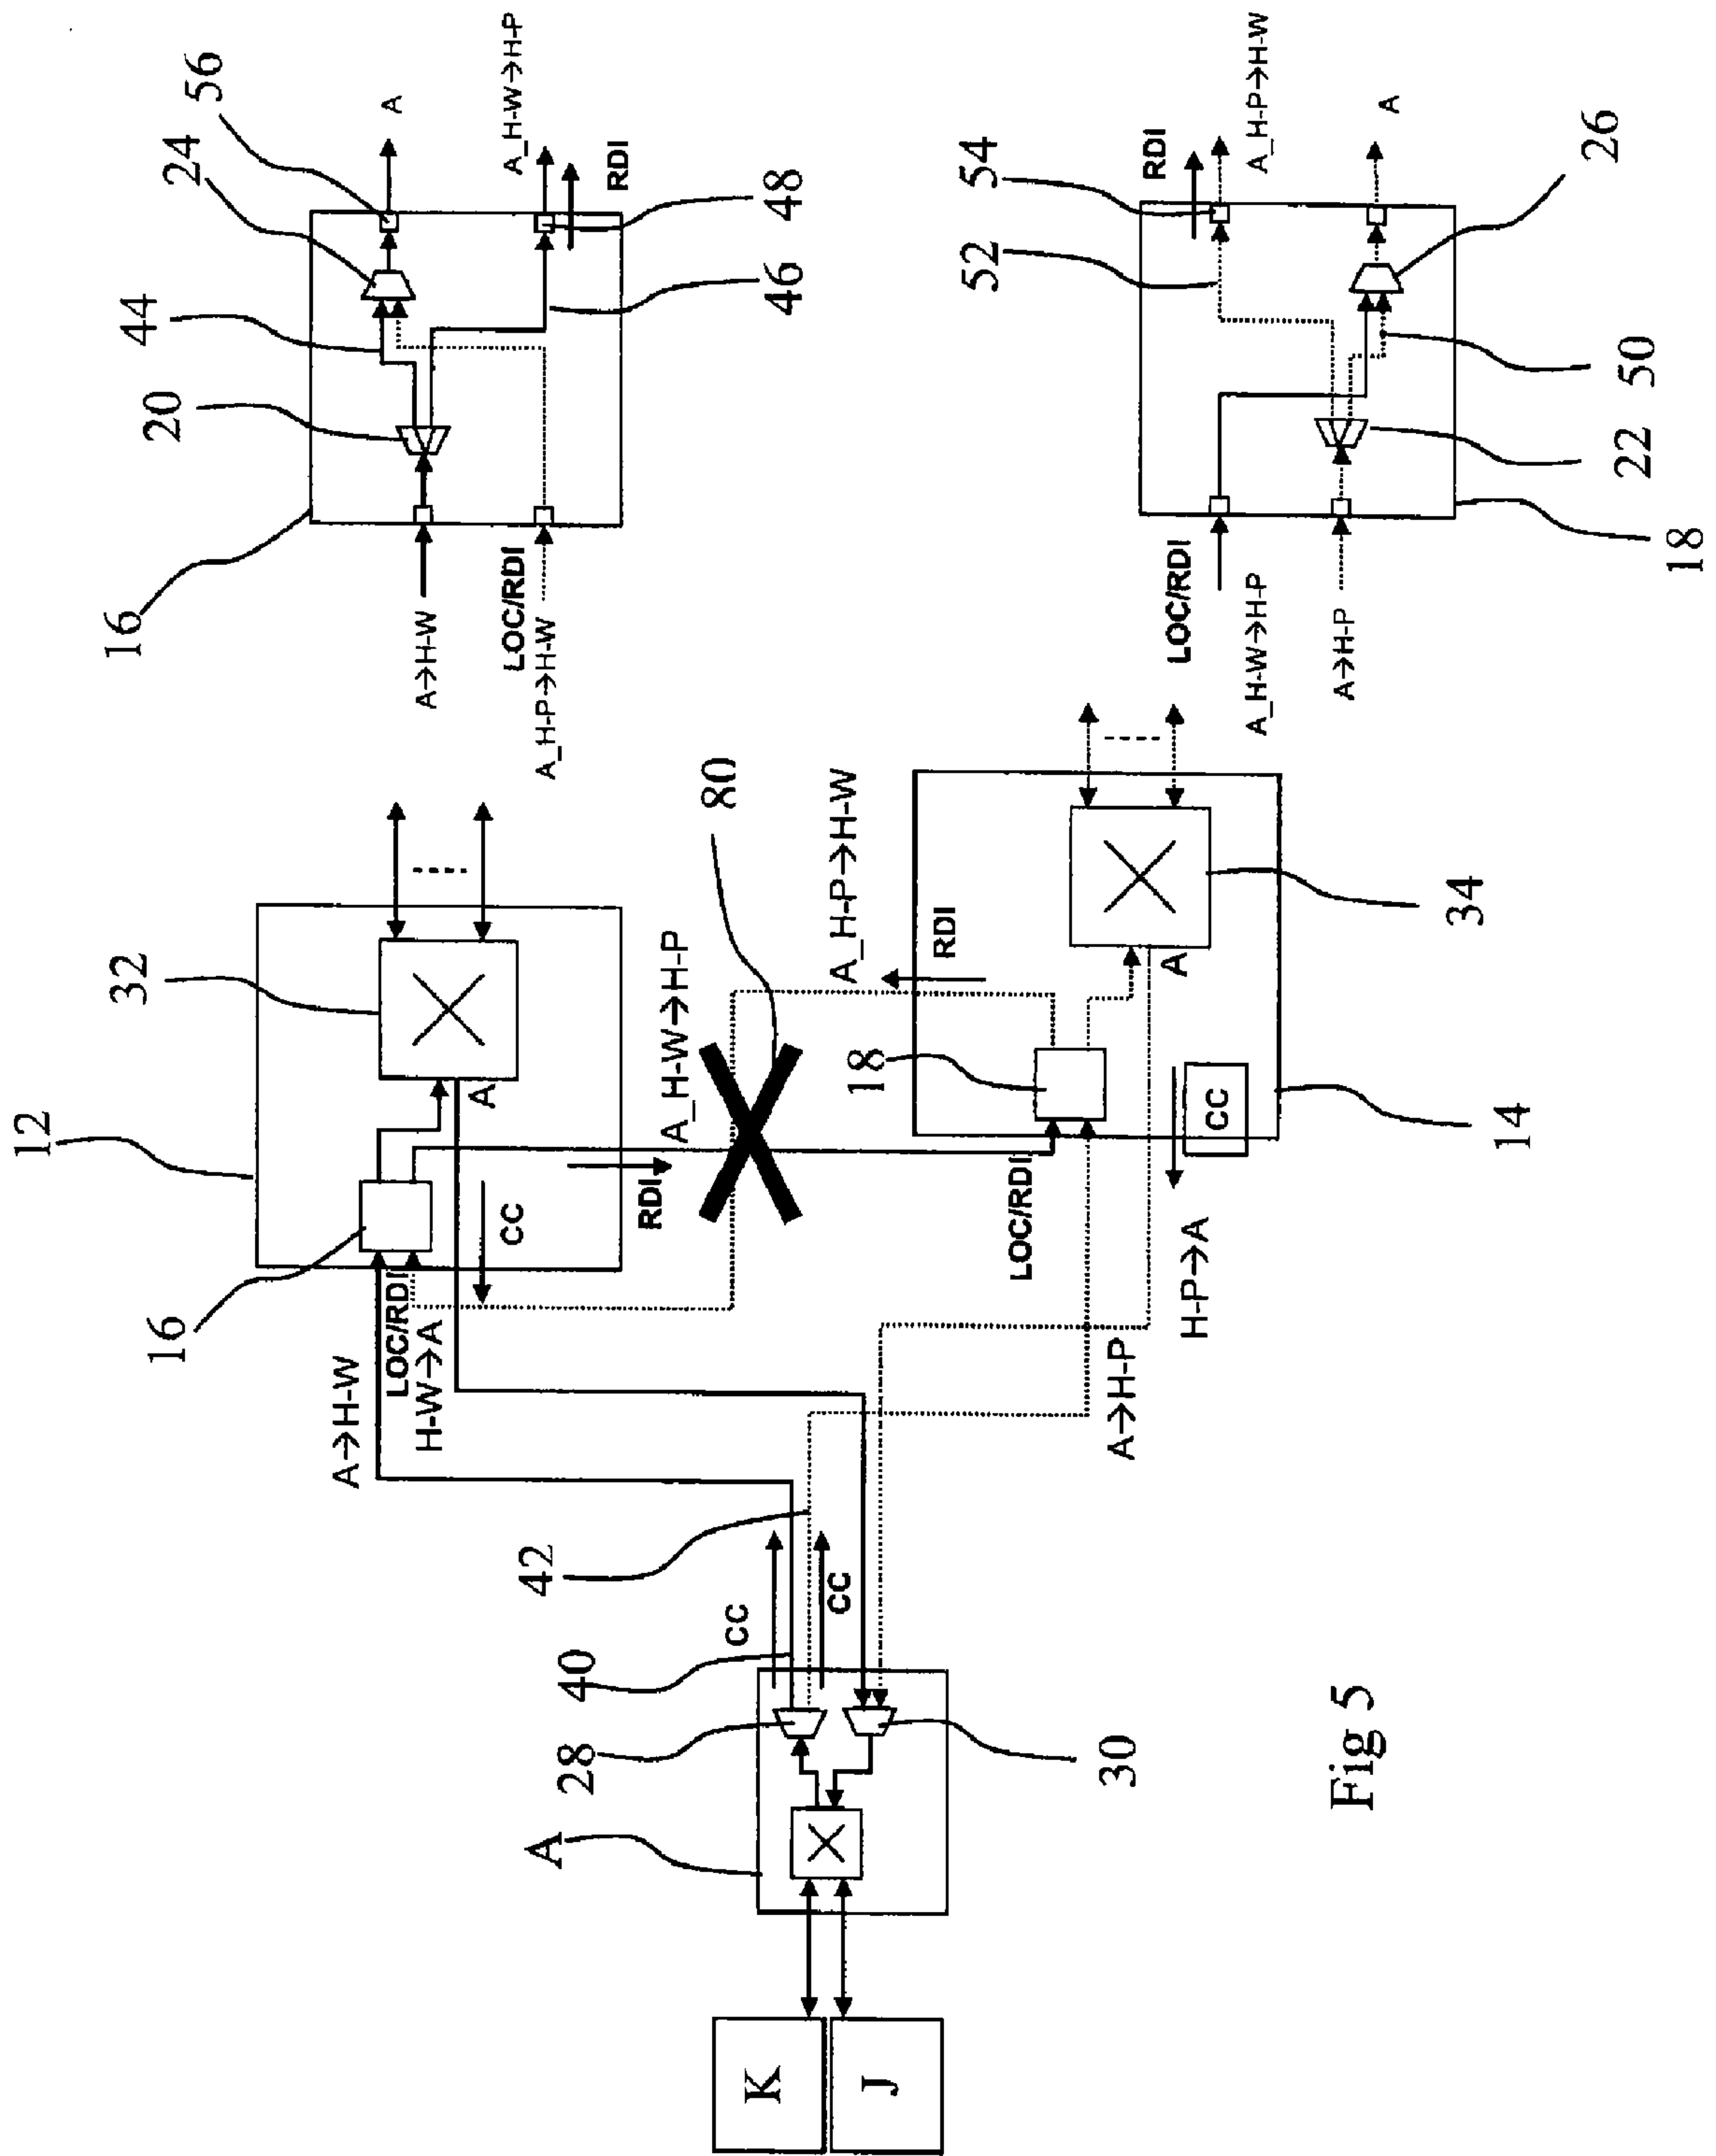 12
32
16
A
A→H-W
LOC/RDI
H-W→A
CC
RDI
A_H-W→H-P
80
42
CC
40
CC
28
A
30
K
J
18
LOC/RDI
A_H-P→H-W
RDI
A
34
CC
14
H-P→A
A→H-P
16
20
44
24
56
A
A→H-W
LOC/RDI
A_H-P→H-W
A_H-W→H-P
RDI
46
48
LOC/RDI
A_H-W→H-P
A→H-P
52
54
RDI
A_H-P→H-W
A
26
50
22
18
Fig 5